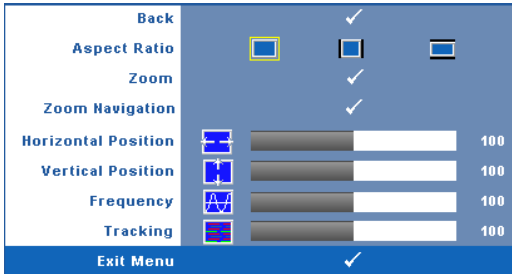 Back
Aspect Ratio
Zoom
Zoom Navigation
Horizontal Position 100
Vertical Position 100
Frequency 100
Tracking 100
Exit Menu